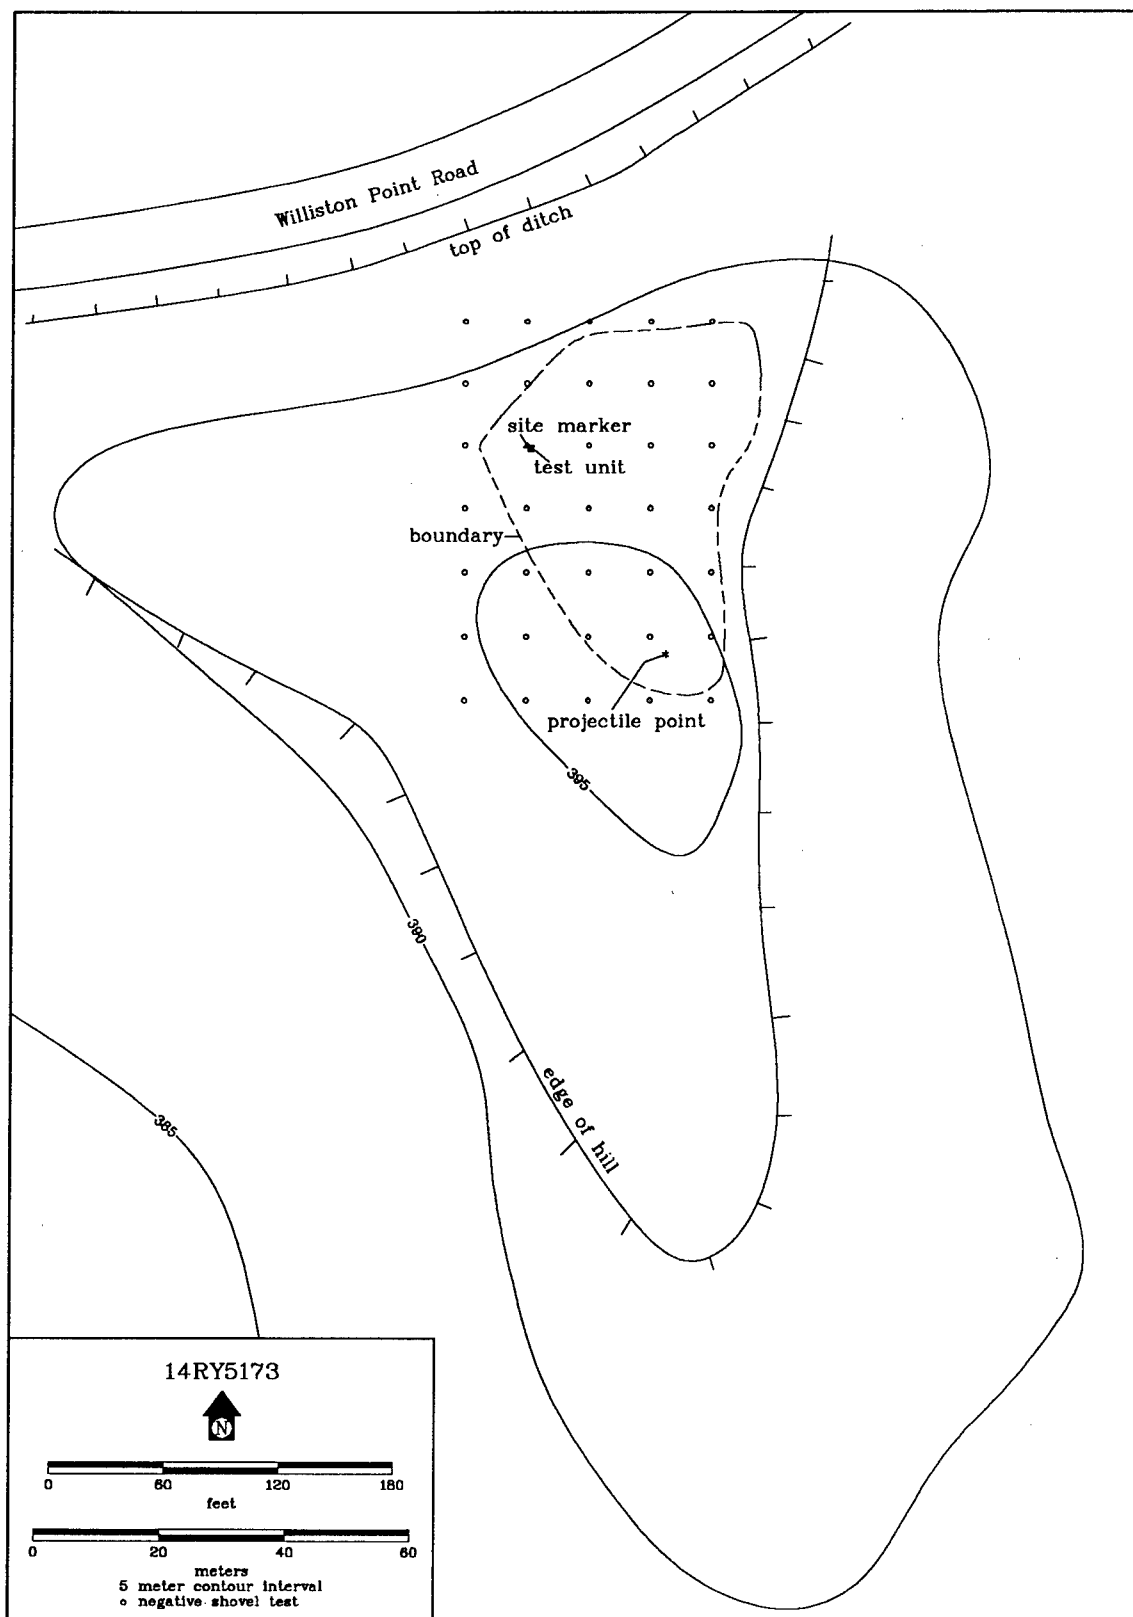 Williston Point Road
top of ditch
site marker
test unit
boundary
projectile point
395
390
385
edge of hill
14RY5173
N
0 60 120 180
feet
0 20 40 60
meters
5 meter contour interval
o negative shovel test